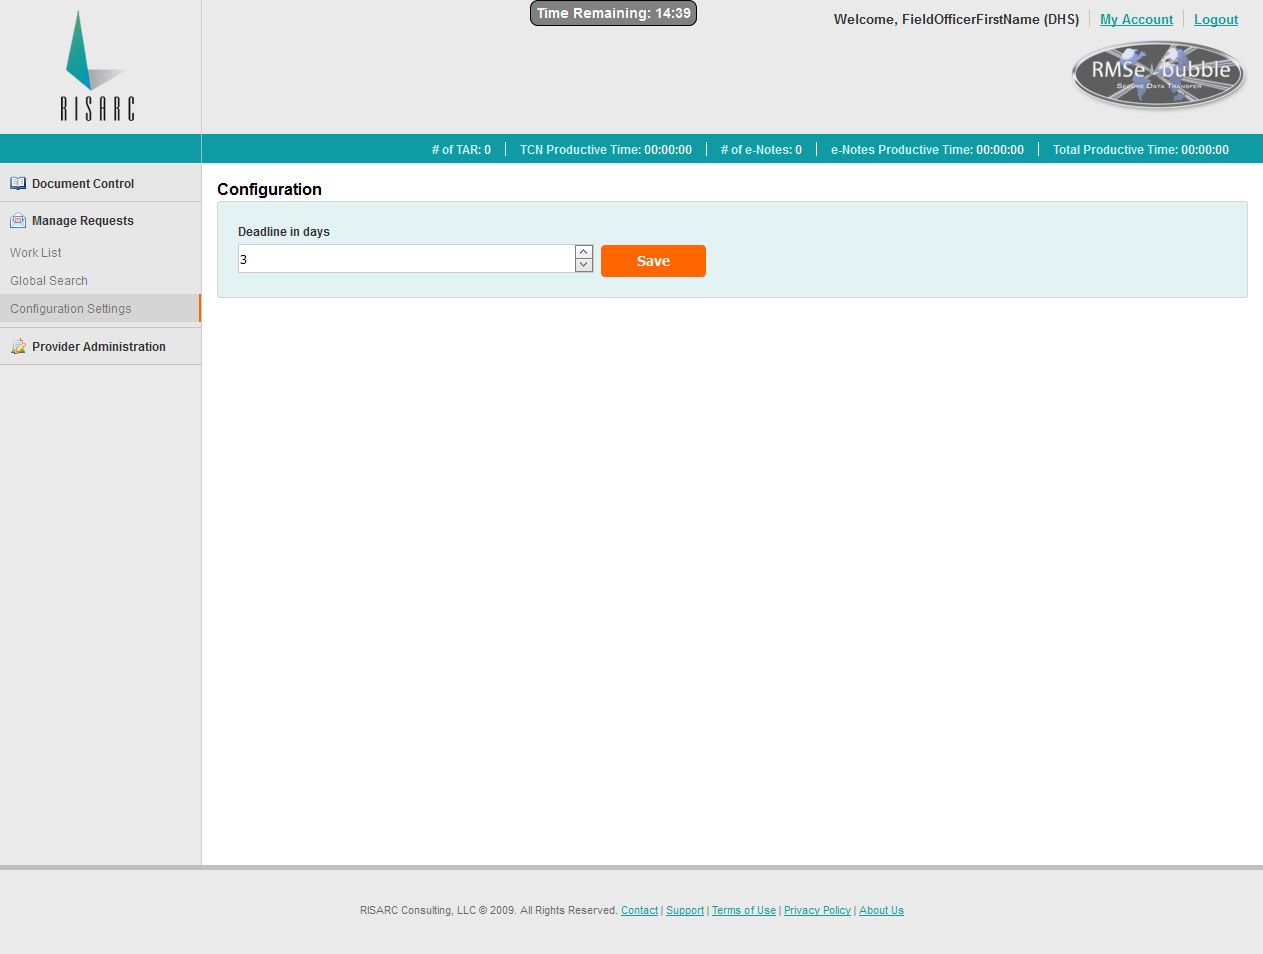 Time Remaining: 14:39
Welcome, FieldOfficerFirstName (DHS)
My Account
Logout
RISARC
RMSe bubble
SECURE DATA TRANSFER
# of TAR: 0
TCN Productive Time: 00:00:00
# of e-Notes: 0
e-Notes Productive Time: 00:00:00
Total Productive Time: 00:00:00
Document Control
Manage Requests
Work List
Global Search
Configuration Settings
Provider Administration
Configuration
Deadline in days
3
Save
RISARC Consulting, LLC © 2009. All Rights Reserved. Contact | Support | Terms of Use | Privacy Policy | About Us